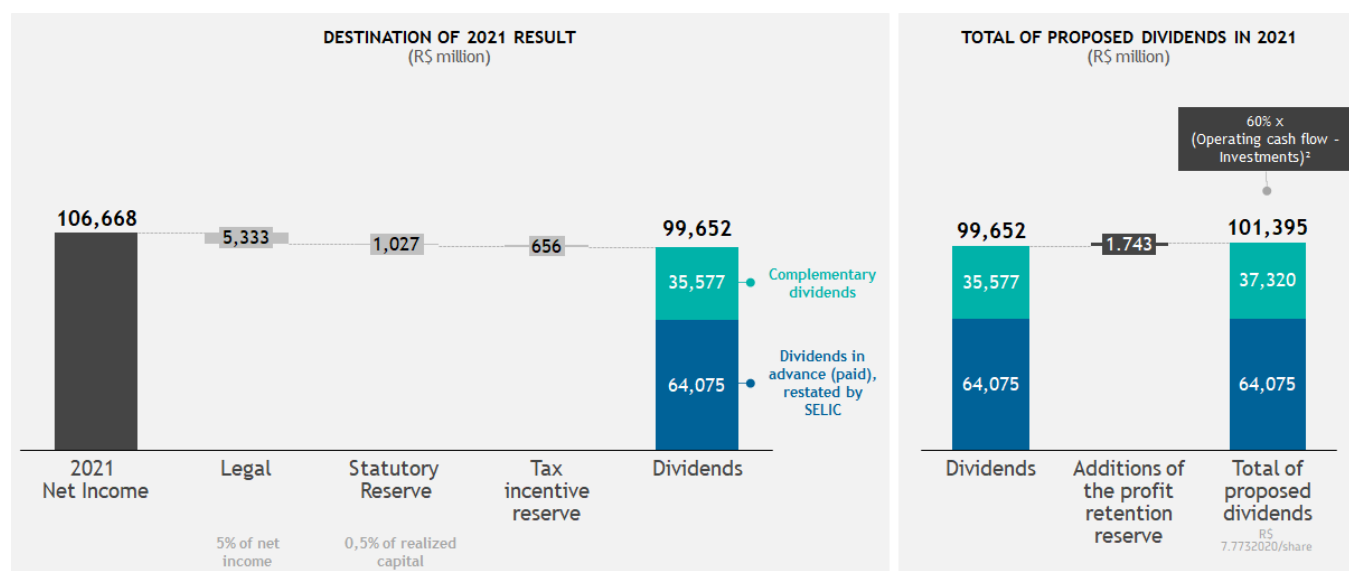 DESTINATION OF 2021 RESULT
(R$ million)
106,668
5,333
1,027
656
99,652
35,577
64,075
Complementary
dividends
Dividends in
advance (paid),
restated by
SELIC
2021
Net Income
Legal
Statutory
Reserve
Tax
incentive
reserve
Dividends
5% of net
income
0,5% of realized
capital
TOTAL OF PROPOSED DIVIDENDS IN 2021
(R$ million)
60% x
(Operating cash flow –
Investments)²
99,652
1.743
101,395
35,577
37,320
64,075
64,075
Dividends
Additions of
the profit
retention
reserve
Total of
proposed
dividends
R$
7.7732020/share